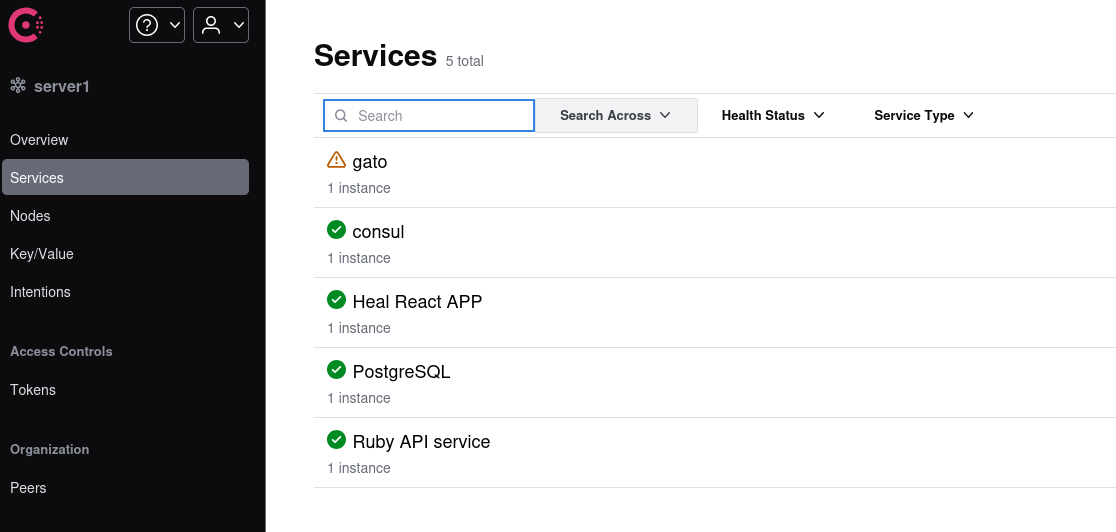 server1
Overview
Services
Nodes
Key/Value
Intentions
Access Controls
Tokens
Organization
Peers
Services 5 total
Search Search Across Health Status Service Type
gato
1 instance
consul
1 instance
Heal React APP
1 instance
PostgreSQL
1 instance
Ruby API service
1 instance